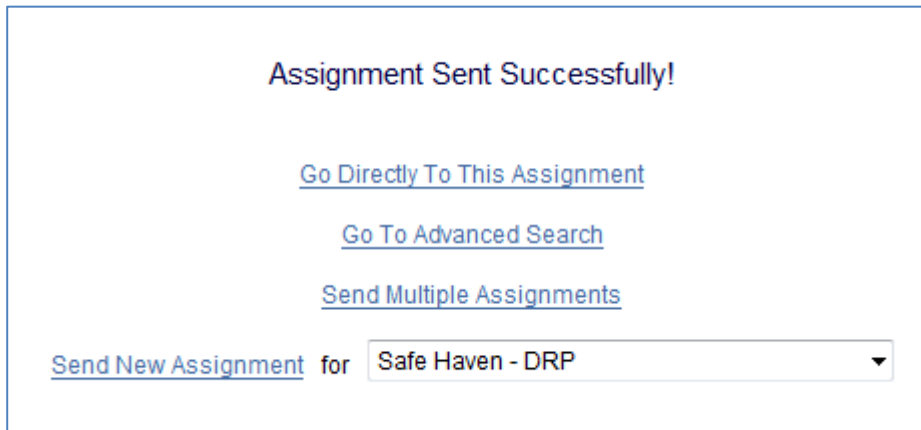 Assignment Sent Successfully!
Go Directly To This Assignment
Go To Advanced Search
Send Multiple Assignments
Send New Assignment for Safe Haven - DRP